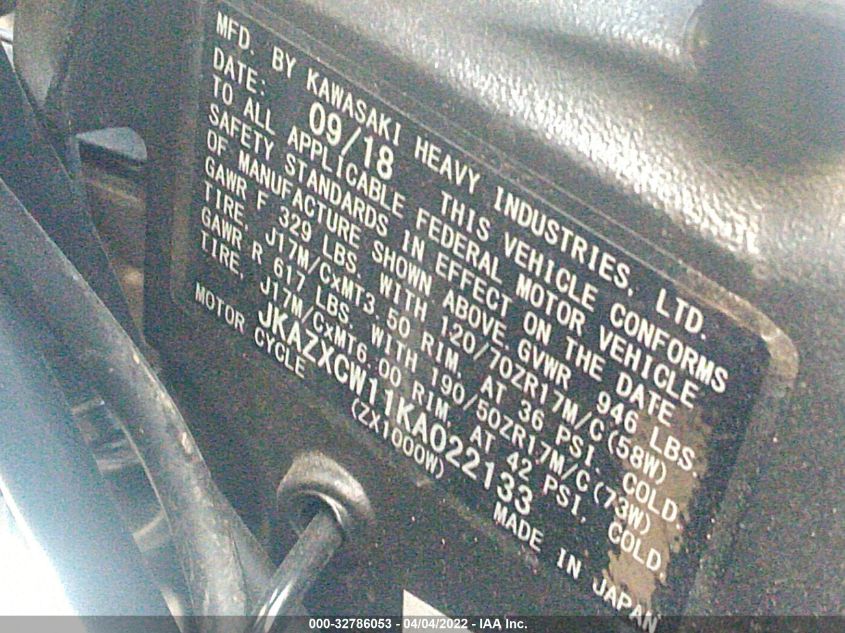 MFD. BY KAWASAKI HEAVY INDUSTRIES, LTD.
DATE: 09/18 THIS VEHICLE CONFORMS
TO ALL APPLICABLE FEDERAL MOTOR VEHICLE
SAFETY STANDARDS IN EFFECT ON THE DATE
OF MANUFACTURE SHOWN ABOVE. GVWR 946 LBS.
GAWR F 329 LBS. WITH 120/70ZR17M/C(58W)
TIRE, J17M/CxMT3.50 RIM, AT 36 PSI, COLD.
GAWR R 617 LBS. WITH 190/50ZR17M/C(73W)
TIRE, J17M/CxMT6.00 RIM, AT 42 PSI, COLD.
JKAZXCW11KA022133
MOTOR CYCLE (ZX1000W) MADE IN JAPAN
000-32786053 - 04/04/2022 - IAA Inc.